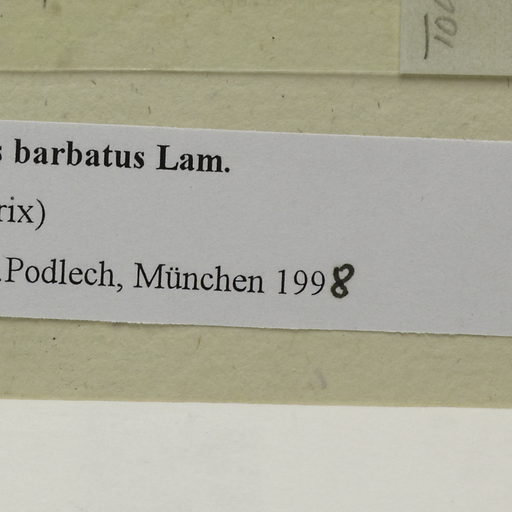 s barbatus Lam.
rix)
.Podlech, München 1998